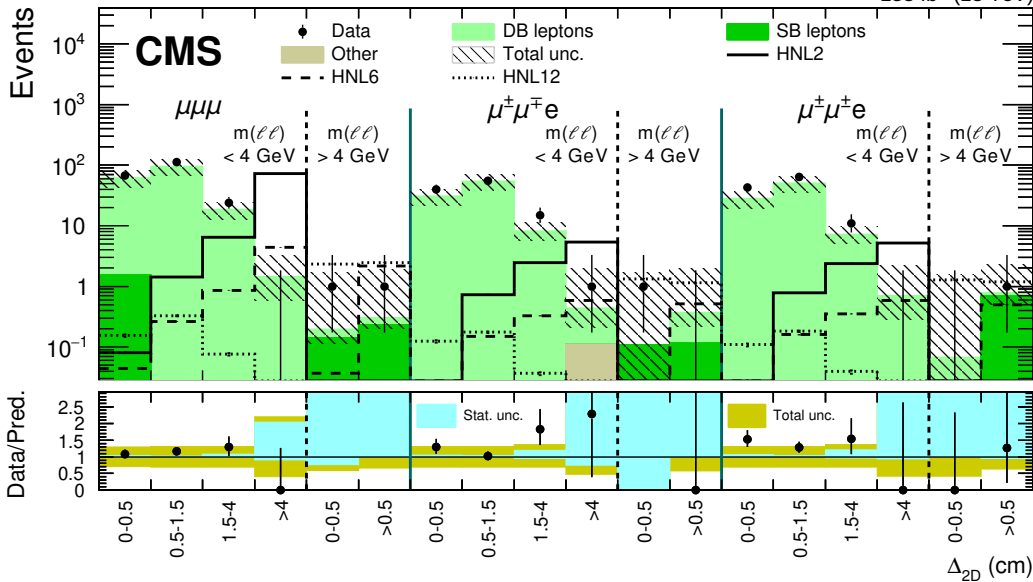 Events
CMS
Data
DB leptons
SB leptons
Other
Total unc.
HNL2
HNL6
HNL12
10⁴
10³
10²
10
1
10⁻¹
μμμ
m(ℓℓ)
< 4 GeV
m(ℓℓ)
> 4 GeV
μ±μ∓e
m(ℓℓ)
< 4 GeV
m(ℓℓ)
> 4 GeV
μ±μ±e
m(ℓℓ)
< 4 GeV
m(ℓℓ)
> 4 GeV
Data/Pred.
2.5
2
1.5
1
0.5
0
Stat. unc.
Total unc.
0-0.5
0.5-1.5
1.5-4
>4
0-0.5
>0.5
0-0.5
0.5-1.5
1.5-4
>4
0-0.5
>0.5
0-0.5
0.5-1.5
1.5-4
>4
0-0.5
>0.5
Δ2D (cm)